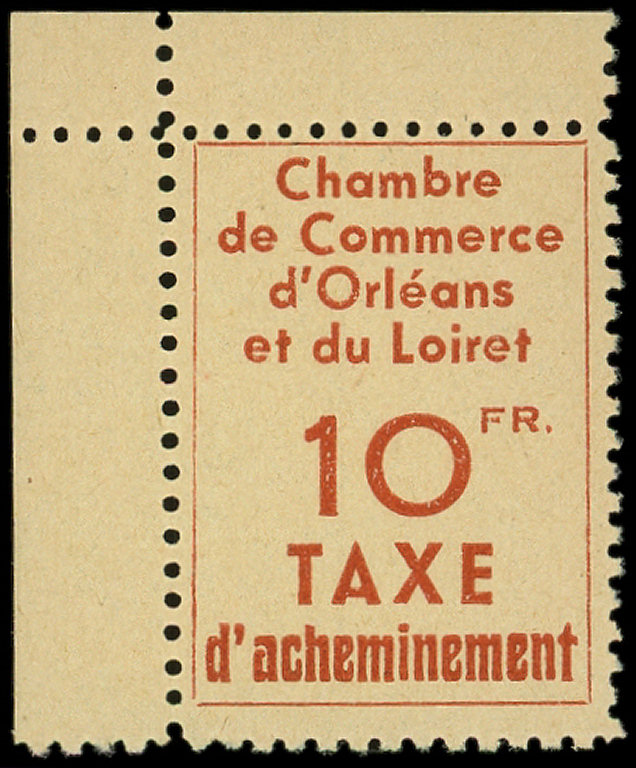 Chambre
de Commerce
d'Orléans
et du Loiret
10 FR.
TAXE
d'acheminement